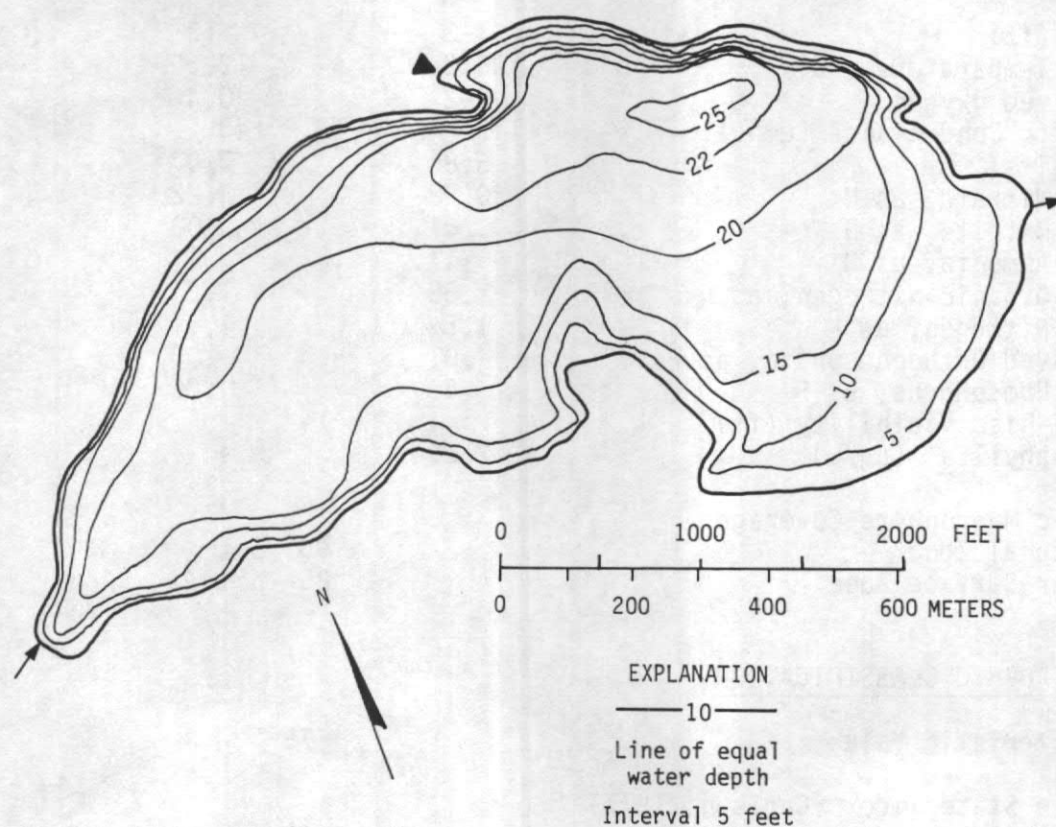 25
22
20
15
10
5
0 1000 2000 FEET
0 200 400 600 METERS
N
EXPLANATION
10
Line of equal
water depth
Interval 5 feet